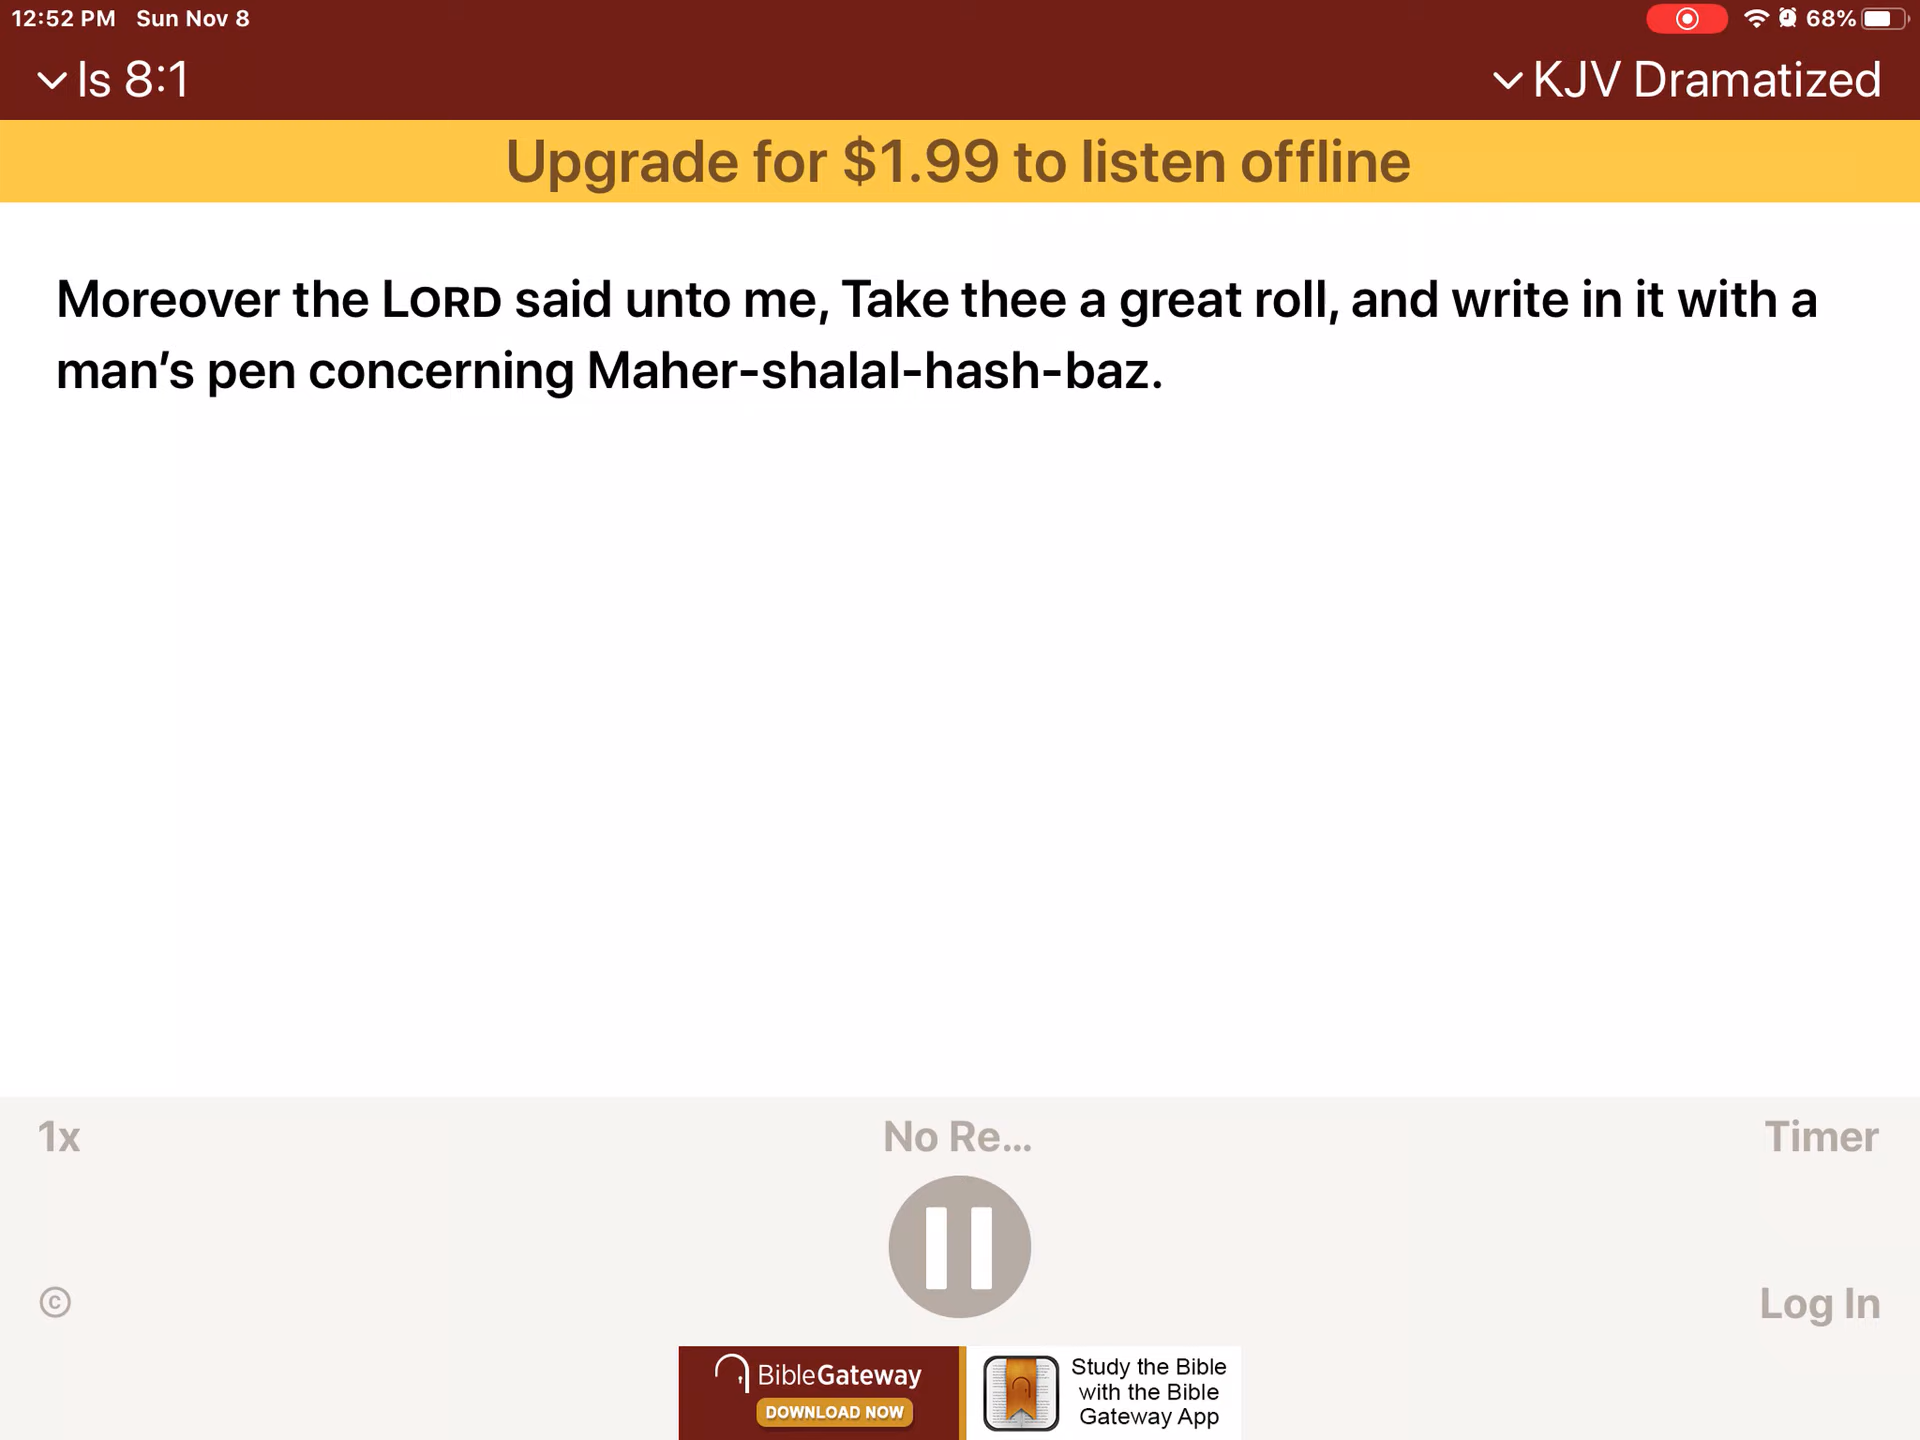 12:52 PM Sun Nov 8 68%
Is 8:1 KJV Dramatized
Upgrade for $1.99 to listen offline
Moreover the LORD said unto me, Take thee a great roll, and write in it with a
man’s pen concerning Maher-shalal-hash-baz.
1x No Re... Timer
©
Log In
BibleGateway
DOWNLOAD NOW
Study the Bible
with the Bible
Gateway App